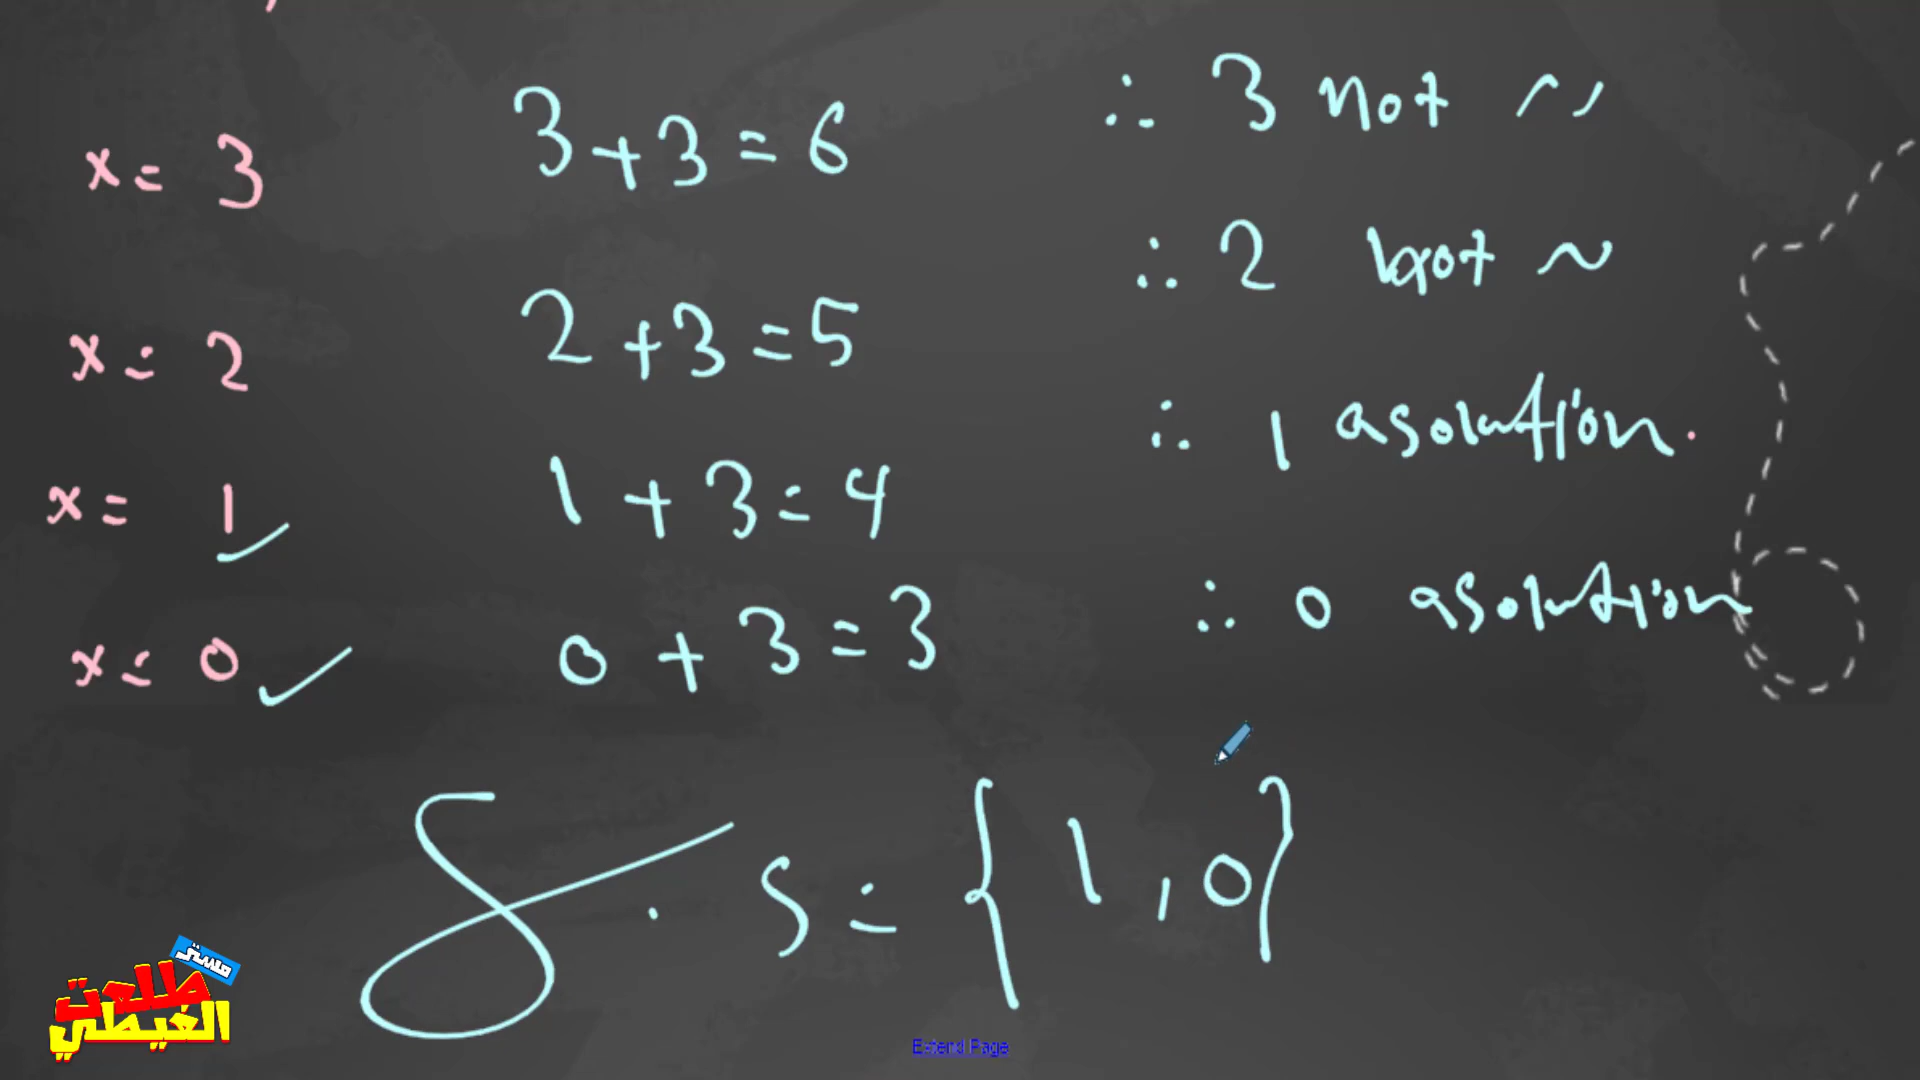 x = 3 3 + 3 = 6 ∴ 3 not ~
x = 2 2 + 3 = 5 ∴ 2 not ~
x = 1 ✓ 1 + 3 = 4 ∴ 1 a solution.
x = 0 ✓ 0 + 3 = 3 ∴ 0 a solution
S . S = { 1 , 0 }
مستر
طلعت
الغيطي
Extend Page